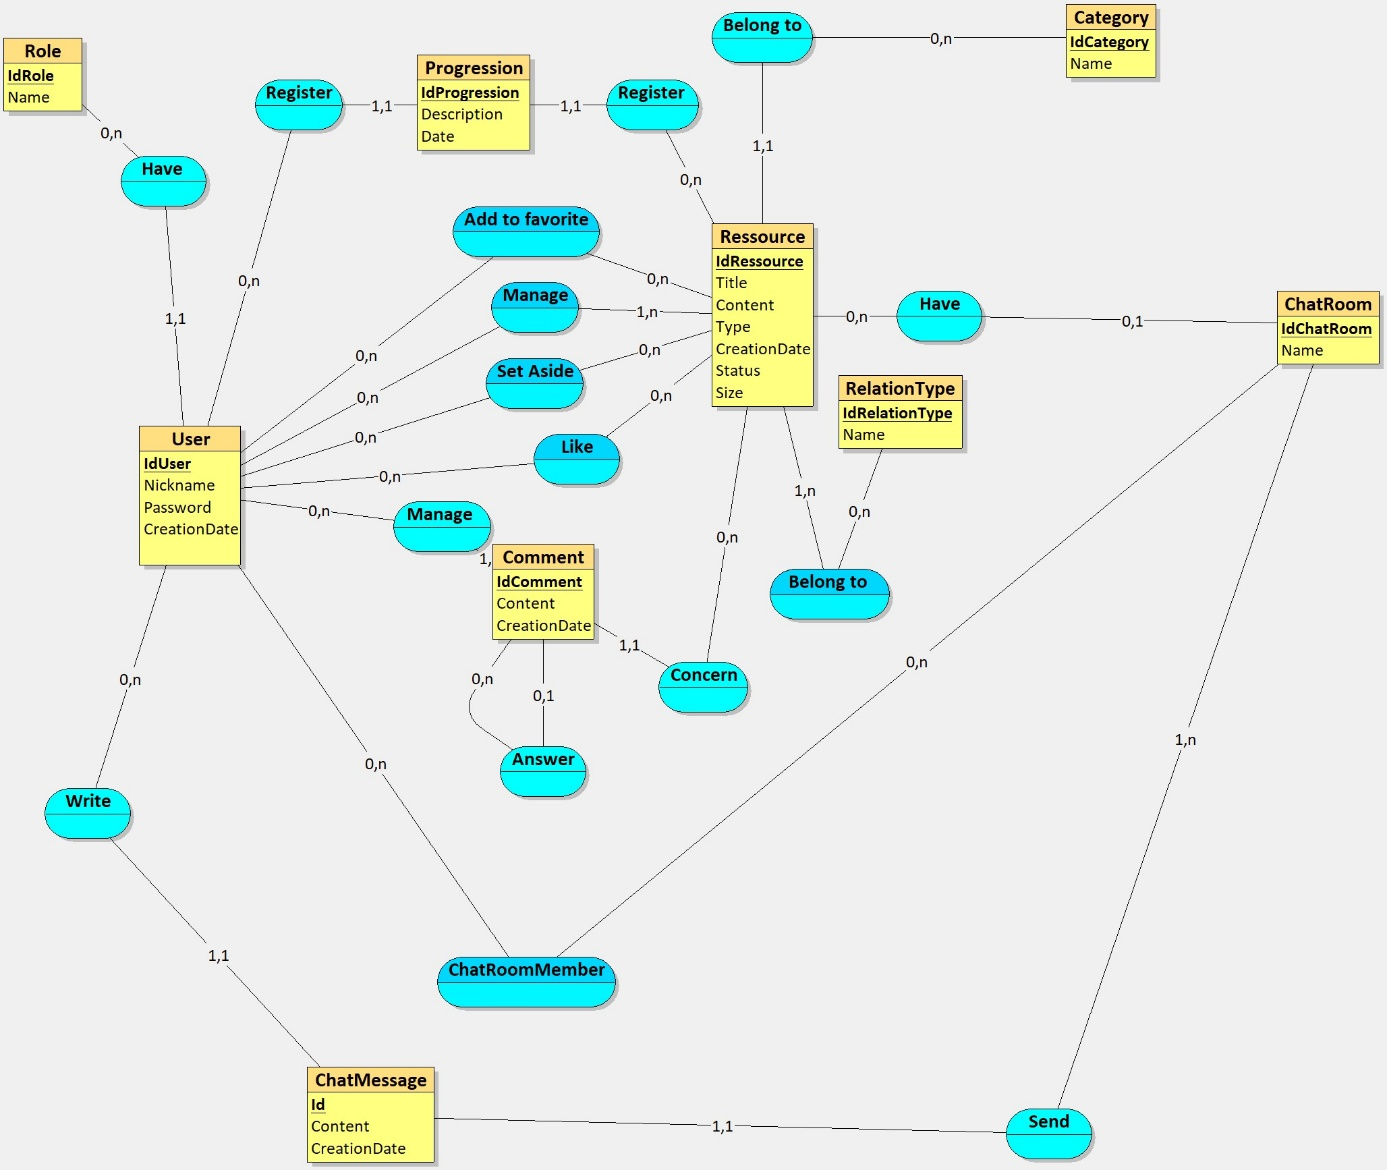 Belong to
Category
IdCategory
Name
0,n
Role
IdRole
Name
Progression
IdProgression
Description
Date
Register
1,1
1,1
Register
0,n
Have
1,1
0,n
Add to favorite
Ressource
IdRessource
Title
Content
Type
CreationDate
Status
Size
0,n
0,n
Manage
1,n
Have
0,n
0,1
ChatRoom
IdChatRoom
Name
1,1
0,n
0,n
Set Aside
0,n
RelationType
IdRelationType
Name
0,n
0,n
0,n
Like
User
IdUser
Nickname
Password
CreationDate
0,n
0,n
Manage
1,n
0,n
0,n
1,
Comment
IdComment
Content
CreationDate
Belong to
1,1
Concern
0,n
0,n
0,n
0,1
1,n
Answer
0,n
Write
1,1
ChatRoomMember
ChatMessage
Id
Content
CreationDate
1,1
Send